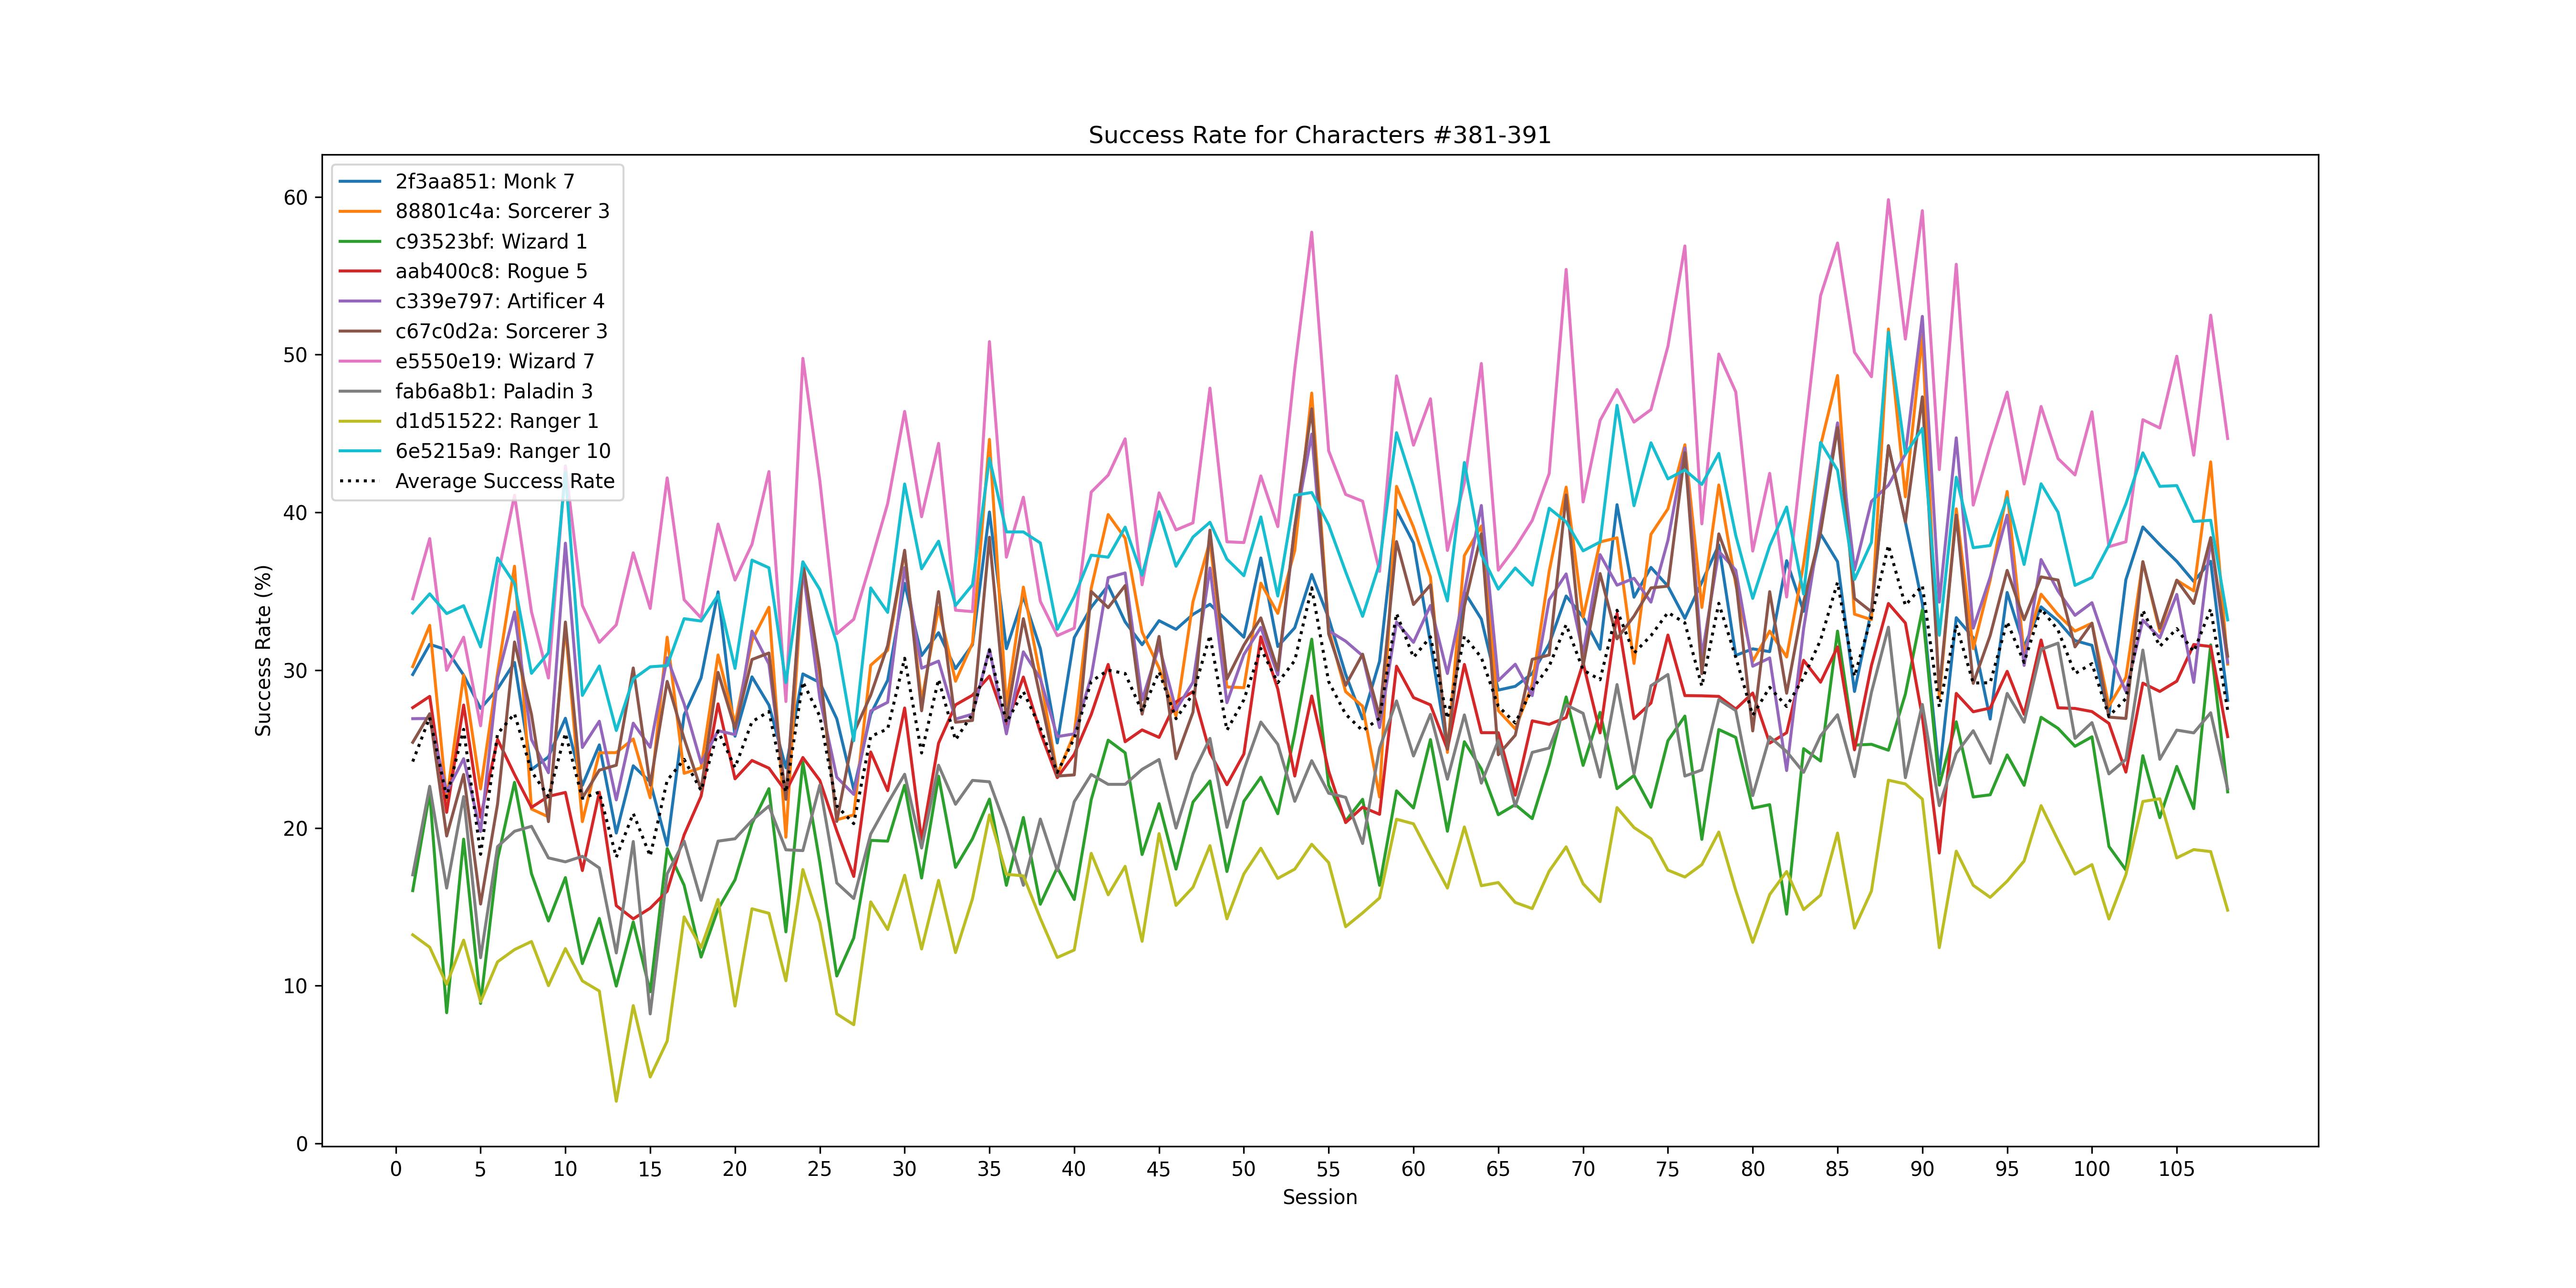 Success Rate for Characters #381-391
2f3aa851: Monk 7
88801c4a: Sorcerer 3
c93523bf: Wizard 1
aab400c8: Rogue 5
c339e797: Artificer 4
c67c0d2a: Sorcerer 3
e5550e19: Wizard 7
fab6a8b1: Paladin 3
d1d51522: Ranger 1
6e5215a9: Ranger 10
Average Success Rate
Success Rate (%)
60
50
40
30
20
10
0
0 5 10 15 20 25 30 35 40 45 50 55 60 65 70 75 80 85 90 95 100 105
Session